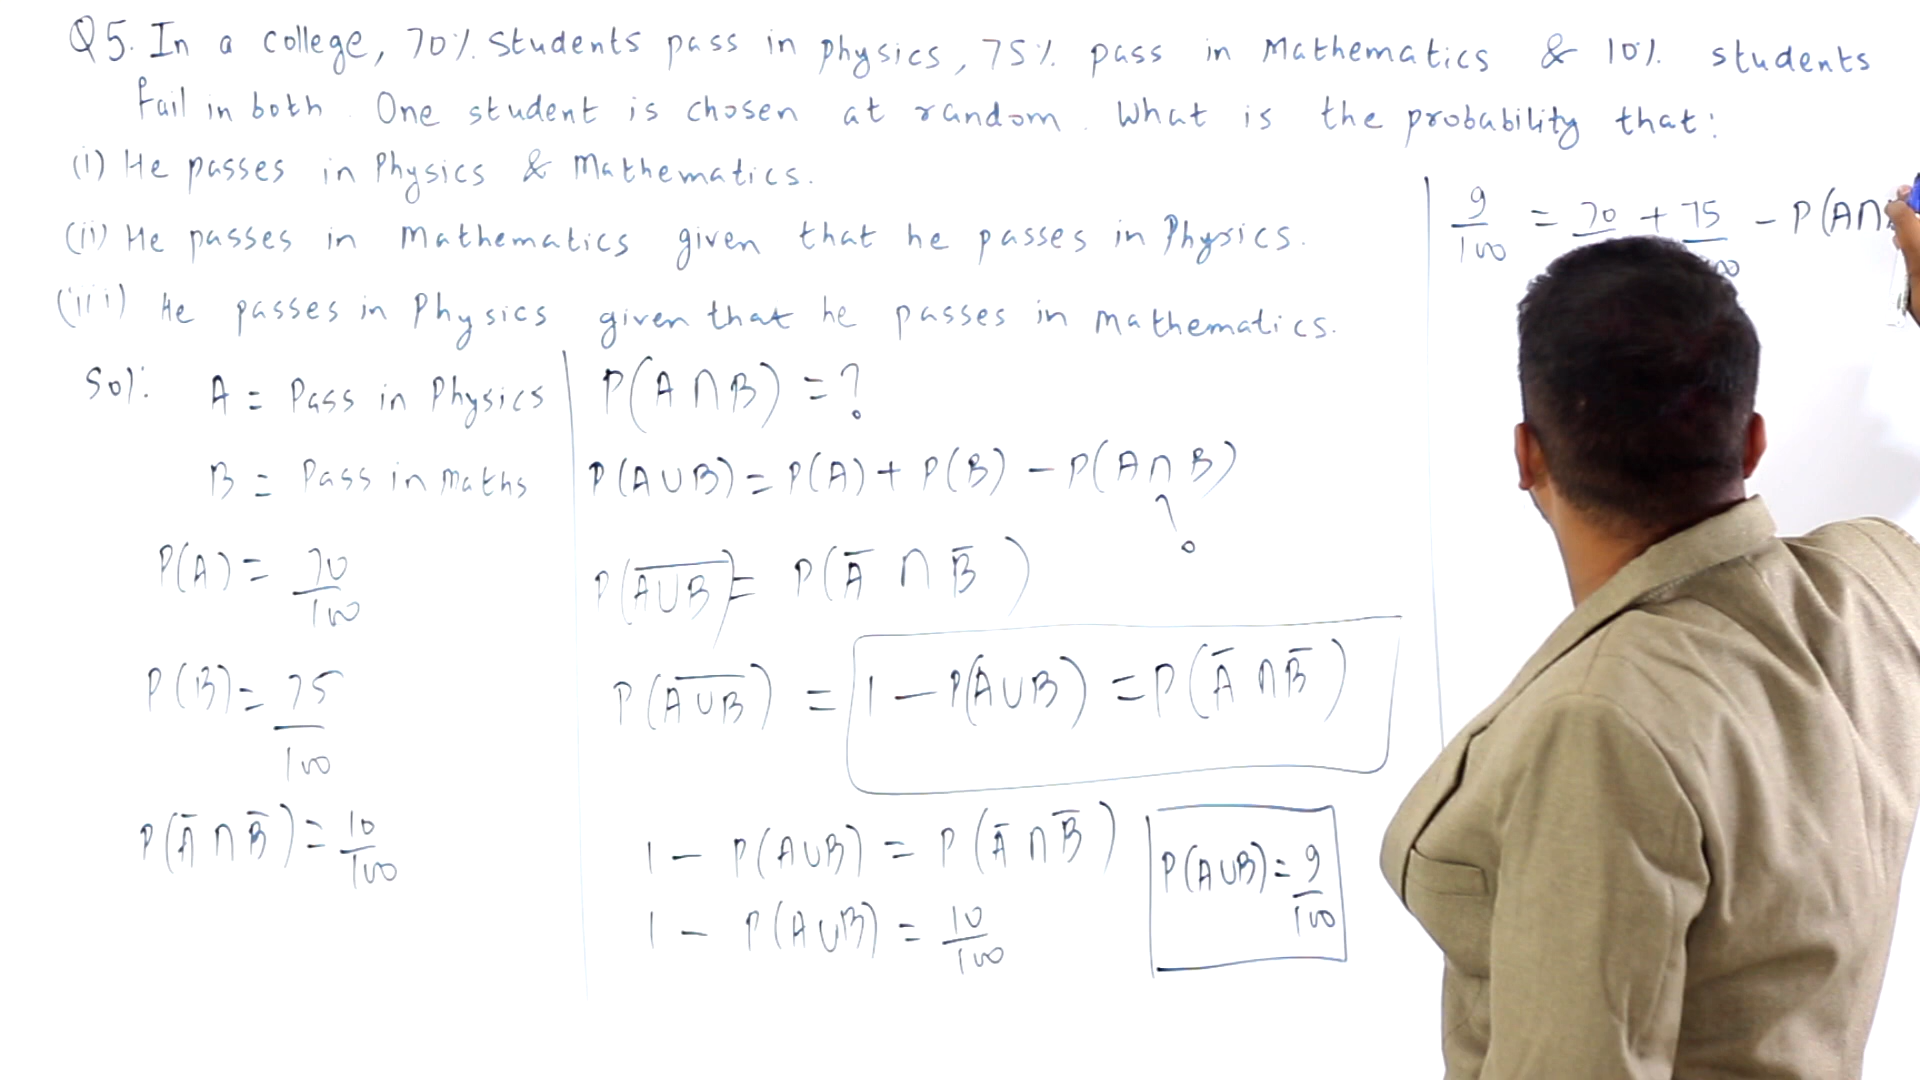 Q5. In a college, 70% students pass in physics, 75% pass in Mathematics & 10% students
fail in both. One student is chosen at random. What is the probability that:
(i) He passes in Physics & Mathematics.
(ii) He passes in Mathematics given that he passes in Physics.
(iii) He passes in Physics given that he passes in mathematics.
Sol:
A = Pass in Physics
B = Pass in maths
P(A) = 70/100
P(B) = 75/100
P(A̅ ∩ B̅) = 10/100
P(A ∩ B) = ?
P(A ∪ B) = P(A) + P(B) - P(A ∩ B)
?
P(A̅∪̅B̅) = P(A̅ ∩ B̅)
P(A̅∪̅B̅) = 1 - P(A ∪ B) = P(A̅ ∩ B̅)
1 - P(A ∪ B) = P(A̅ ∩ B̅)
1 - P(A ∪ B) = 10/100
P(A ∪ B) = 9/100
9/100 = 70 + 75 - P(A ∩